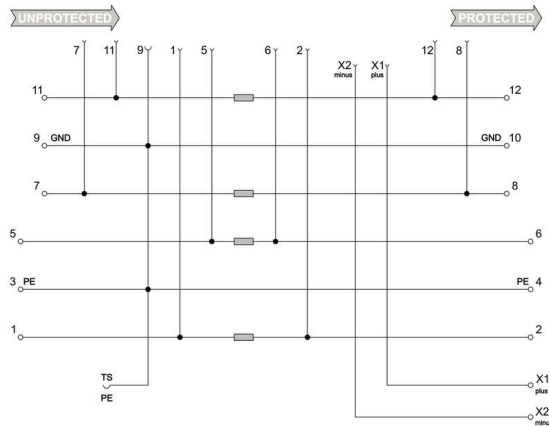 UNPROTECTED PROTECTED
7 11 9 1 5 6 2 X2 minus X1 plus 12 8
11 12
9 GND GND 10
7 8
5 6
3 PE PE 4
1 2
TS X1 plus
PE
X2 minus